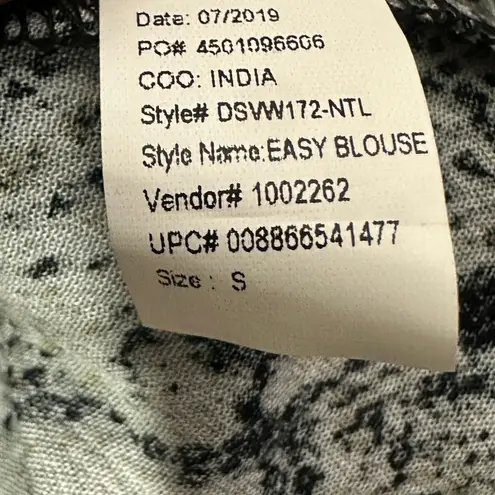 Date: 07/2019
PO# 4501096606
COO: INDIA
Style# DSVW172-NTL
Style Name:EASY BLOUSE
Vendor# 1002262
UPC# 008866541477
Size : S